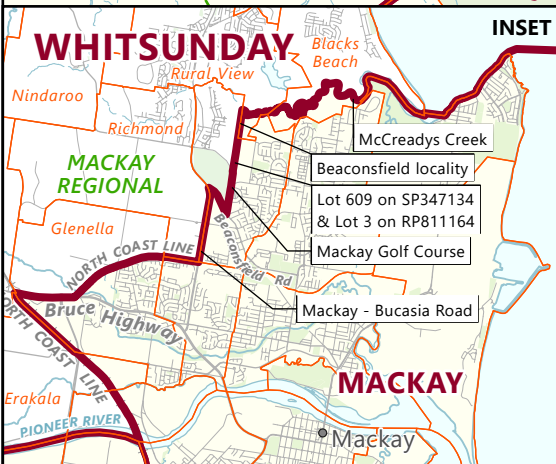 INSET
WHITSUNDAY
Blacks
Beach
Rural View
Nindaroo
Richmond
McCreadys Creek
MACKAY
REGIONAL
Beaconsfield locality
Lot 609 on SP347134
& Lot 3 on RP811164
Glenella
Beaconsfield Rd
Mackay Golf Course
NORTH COAST LINE
Mackay - Bucasia Road
Bruce Highway
NORTH COAST LINE
MACKAY
Erakala
PIONEER RIVER
Mackay